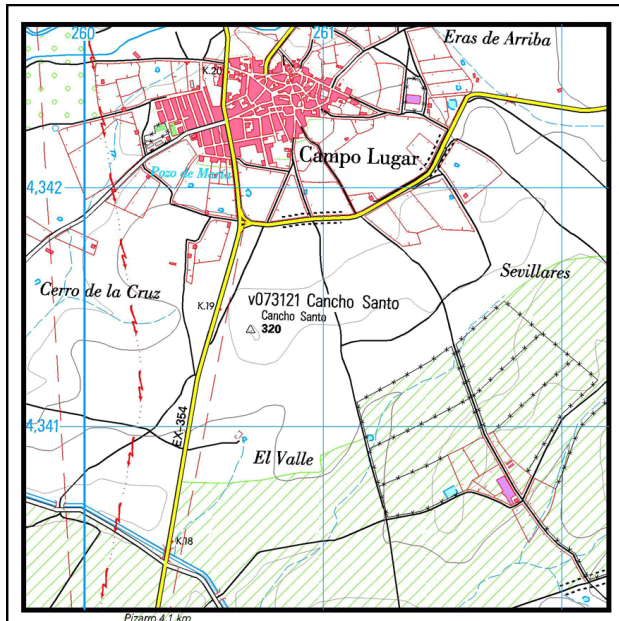 260
261
Eras de Arriba
K.20
Campo Lugar
Pozo de María
4,342
Sevillares
Cerro de la Cruz
v073121 Cancho Santo
Cancho Santo
320
K.19
EX-354
4,341
El Valle
K.18
Pizarro 4.1 km